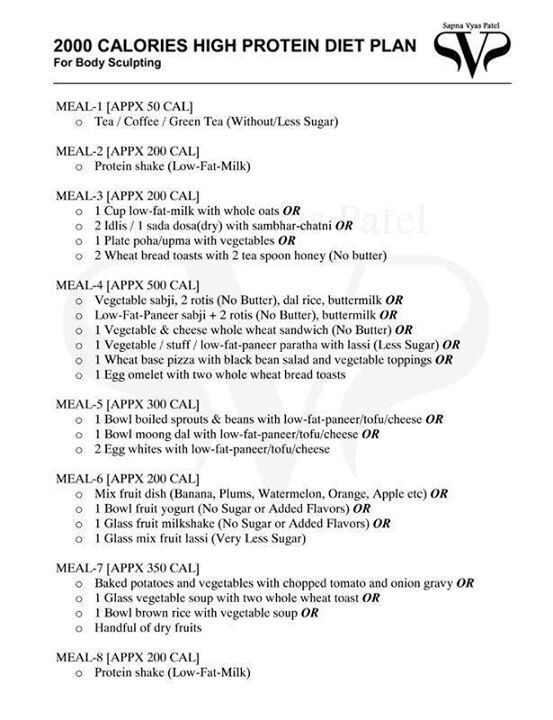 Sapna Vyas Patel
2000 CALORIES HIGH PROTEIN DIET PLAN
For Body Sculpting
MEAL-1 [APPX 50 CAL]
o Tea / Coffee / Green Tea (Without/Less Sugar)
MEAL-2 [APPX 200 CAL]
o Protein shake (Low-Fat-Milk)
MEAL-3 [APPX 200 CAL]
o 1 Cup low-fat-milk with whole oats OR
o 2 Idlis / 1 sada dosa(dry) with sambhar-chatni OR
o 1 Plate poha/upma with vegetables OR
o 2 Wheat bread toasts with 2 tea spoon honey (No butter)
MEAL-4 [APPX 500 CAL]
o Vegetable sabji, 2 rotis (No Butter), dal rice, buttermilk OR
o Low-Fat-Paneer sabji + 2 rotis (No Butter), buttermilk OR
o 1 Vegetable & cheese whole wheat sandwich (No Butter) OR
o 1 Vegetable / stuff / low-fat-paneer paratha with lassi (Less Sugar) OR
o 1 Wheat base pizza with black bean salad and vegetable toppings OR
o 1 Egg omelet with two whole wheat bread toasts
MEAL-5 [APPX 300 CAL]
o 1 Bowl boiled sprouts & beans with low-fat-paneer/tofu/cheese OR
o 1 Bowl moong dal with low-fat-paneer/tofu/cheese OR
o 2 Egg whites with low-fat-paneer/tofu/cheese
MEAL-6 [APPX 200 CAL]
o Mix fruit dish (Banana, Plums, Watermelon, Orange, Apple etc) OR
o 1 Bowl fruit yogurt (No Sugar or Added Flavors) OR
o 1 Glass fruit milkshake (No Sugar or Added Flavors) OR
o 1 Glass mix fruit lassi (Very Less Sugar)
MEAL-7 [APPX 350 CAL]
o Baked potatoes and vegetables with chopped tomato and onion gravy OR
o 1 Glass vegetable soup with two whole wheat toast OR
o 1 Bowl brown rice with vegetable soup OR
o Handful of dry fruits
MEAL-8 [APPX 200 CAL]
o Protein shake (Low-Fat-Milk)